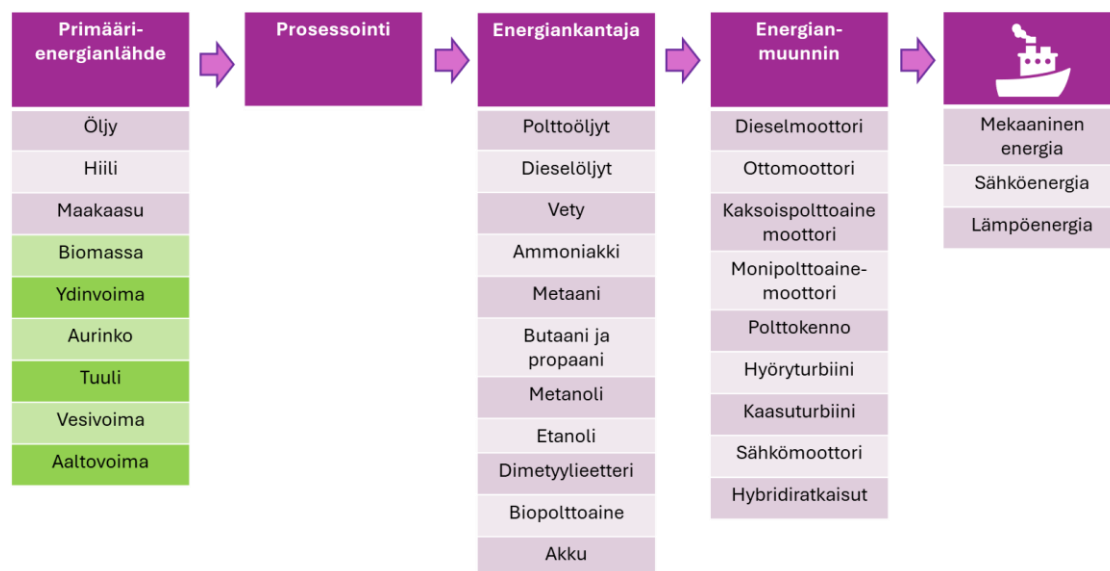 Primääri-
energianlähde
Öljy
Hiili
Maakaasu
Biomassa
Ydinvoima
Aurinko
Tuuli
Vesivoima
Aaltovoima
Prosessointi
Energiankantaja
Polttoöljyt
Dieselöljyt
Vety
Ammoniakki
Metaani
Butaani ja
propaani
Metanoli
Etanoli
Dimetyylieetteri
Biopolttoaine
Akku
Energian-
muunnin
Dieselmoottori
Ottomoottori
Kaksoispolttoaine
moottori
Monipolttoaine-
moottori
Polttokenno
Hyöryturbiini
Kaasuturbiini
Sähkömoottori
Hybridiratkaisut
Mekaaninen
energia
Sähköenergia
Lämpöenergia